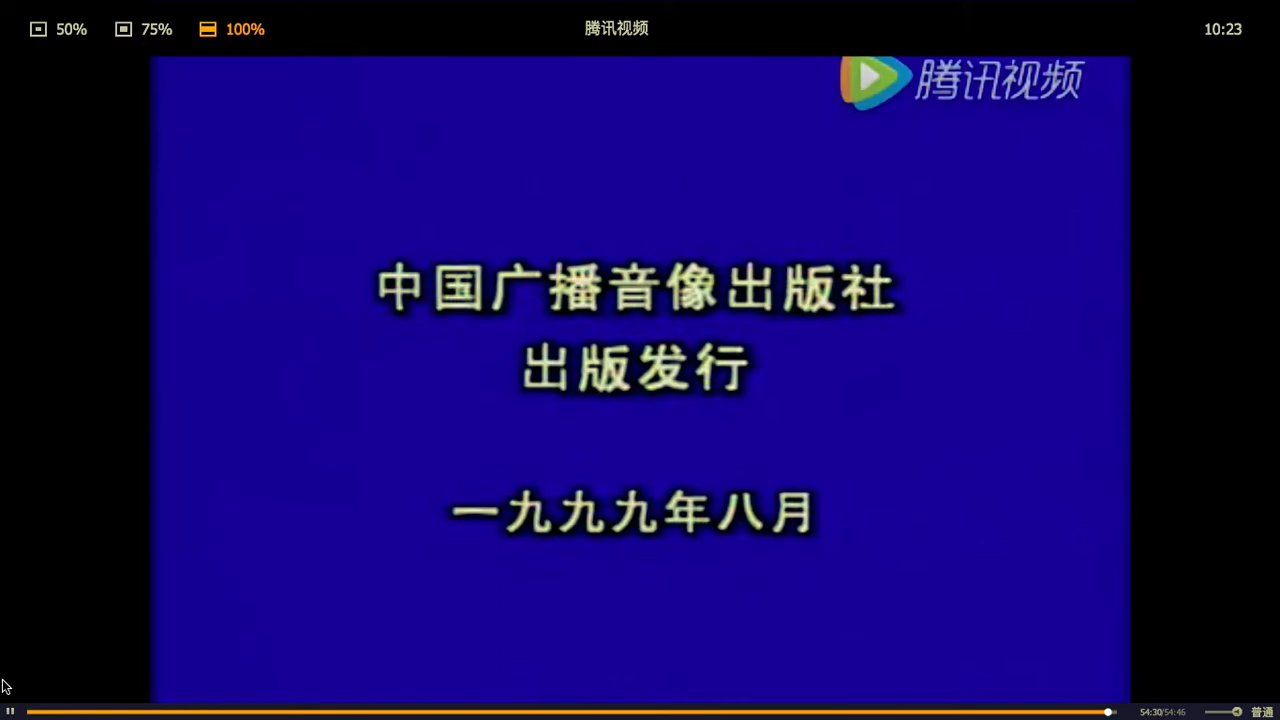 50% 75% 100% 腾讯视频 10:23
腾讯视频
中国广播音像出版社
出版发行
一九九九年八月
54:30/54:46 普通